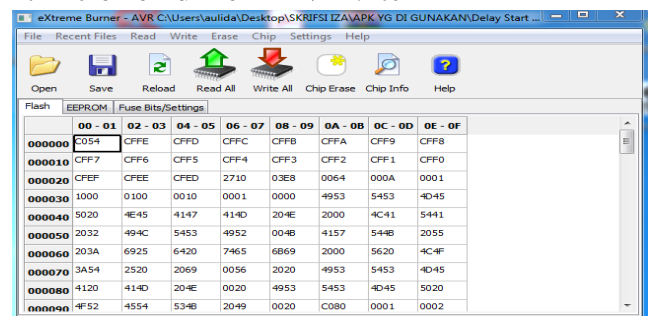 eXtreme Burner - AVR C:\Users\aulida\Desktop\SKRIFSI IZA\APK YG DI GUNAKAN\Delay Start ...
File Recent Files Read Write Erase Chip Settings Help
Open Save Reload Read All Write All Chip Erase Chip Info Help
Flash EEPROM Fuse Bits/Settings
00 - 01 02 - 03 04 - 05 06 - 07 08 - 09 0A - 0B 0C - 0D 0E - 0F
000000 C054 CFFE CFFD CFFC CFFB CFFA CFF9 CFF8
000010 CFF7 CFF6 CFF5 CFF4 CFF3 CFF2 CFF1 CFF0
000020 CFEF CFEE CFED 2710 03E8 0064 000A 0001
000030 1000 0100 0010 0001 0000 4953 5453 4D45
000040 5020 4E45 4147 414D 204E 2000 4C41 5441
000050 2032 494C 5453 4952 004B 4157 544B 2055
000060 203A 6925 6420 7465 6B69 2000 5620 4C4F
000070 3A54 2520 2069 0056 2020 4953 5453 4D45
000080 4120 414D 204E 0020 4953 5453 4D45 5020
000090 4F52 4554 534B 2049 0020 C080 0001 0002